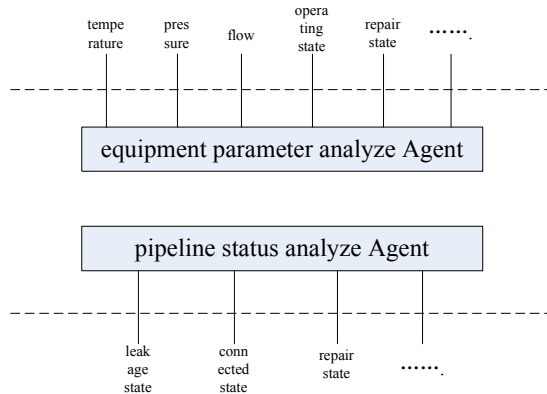 tempe
rature
pres
sure
flow
opera
ting
state
repair
state
…….
equipment parameter analyze Agent
pipeline status analyze Agent
leak
age
state
conn
ected
state
repair
state
…….